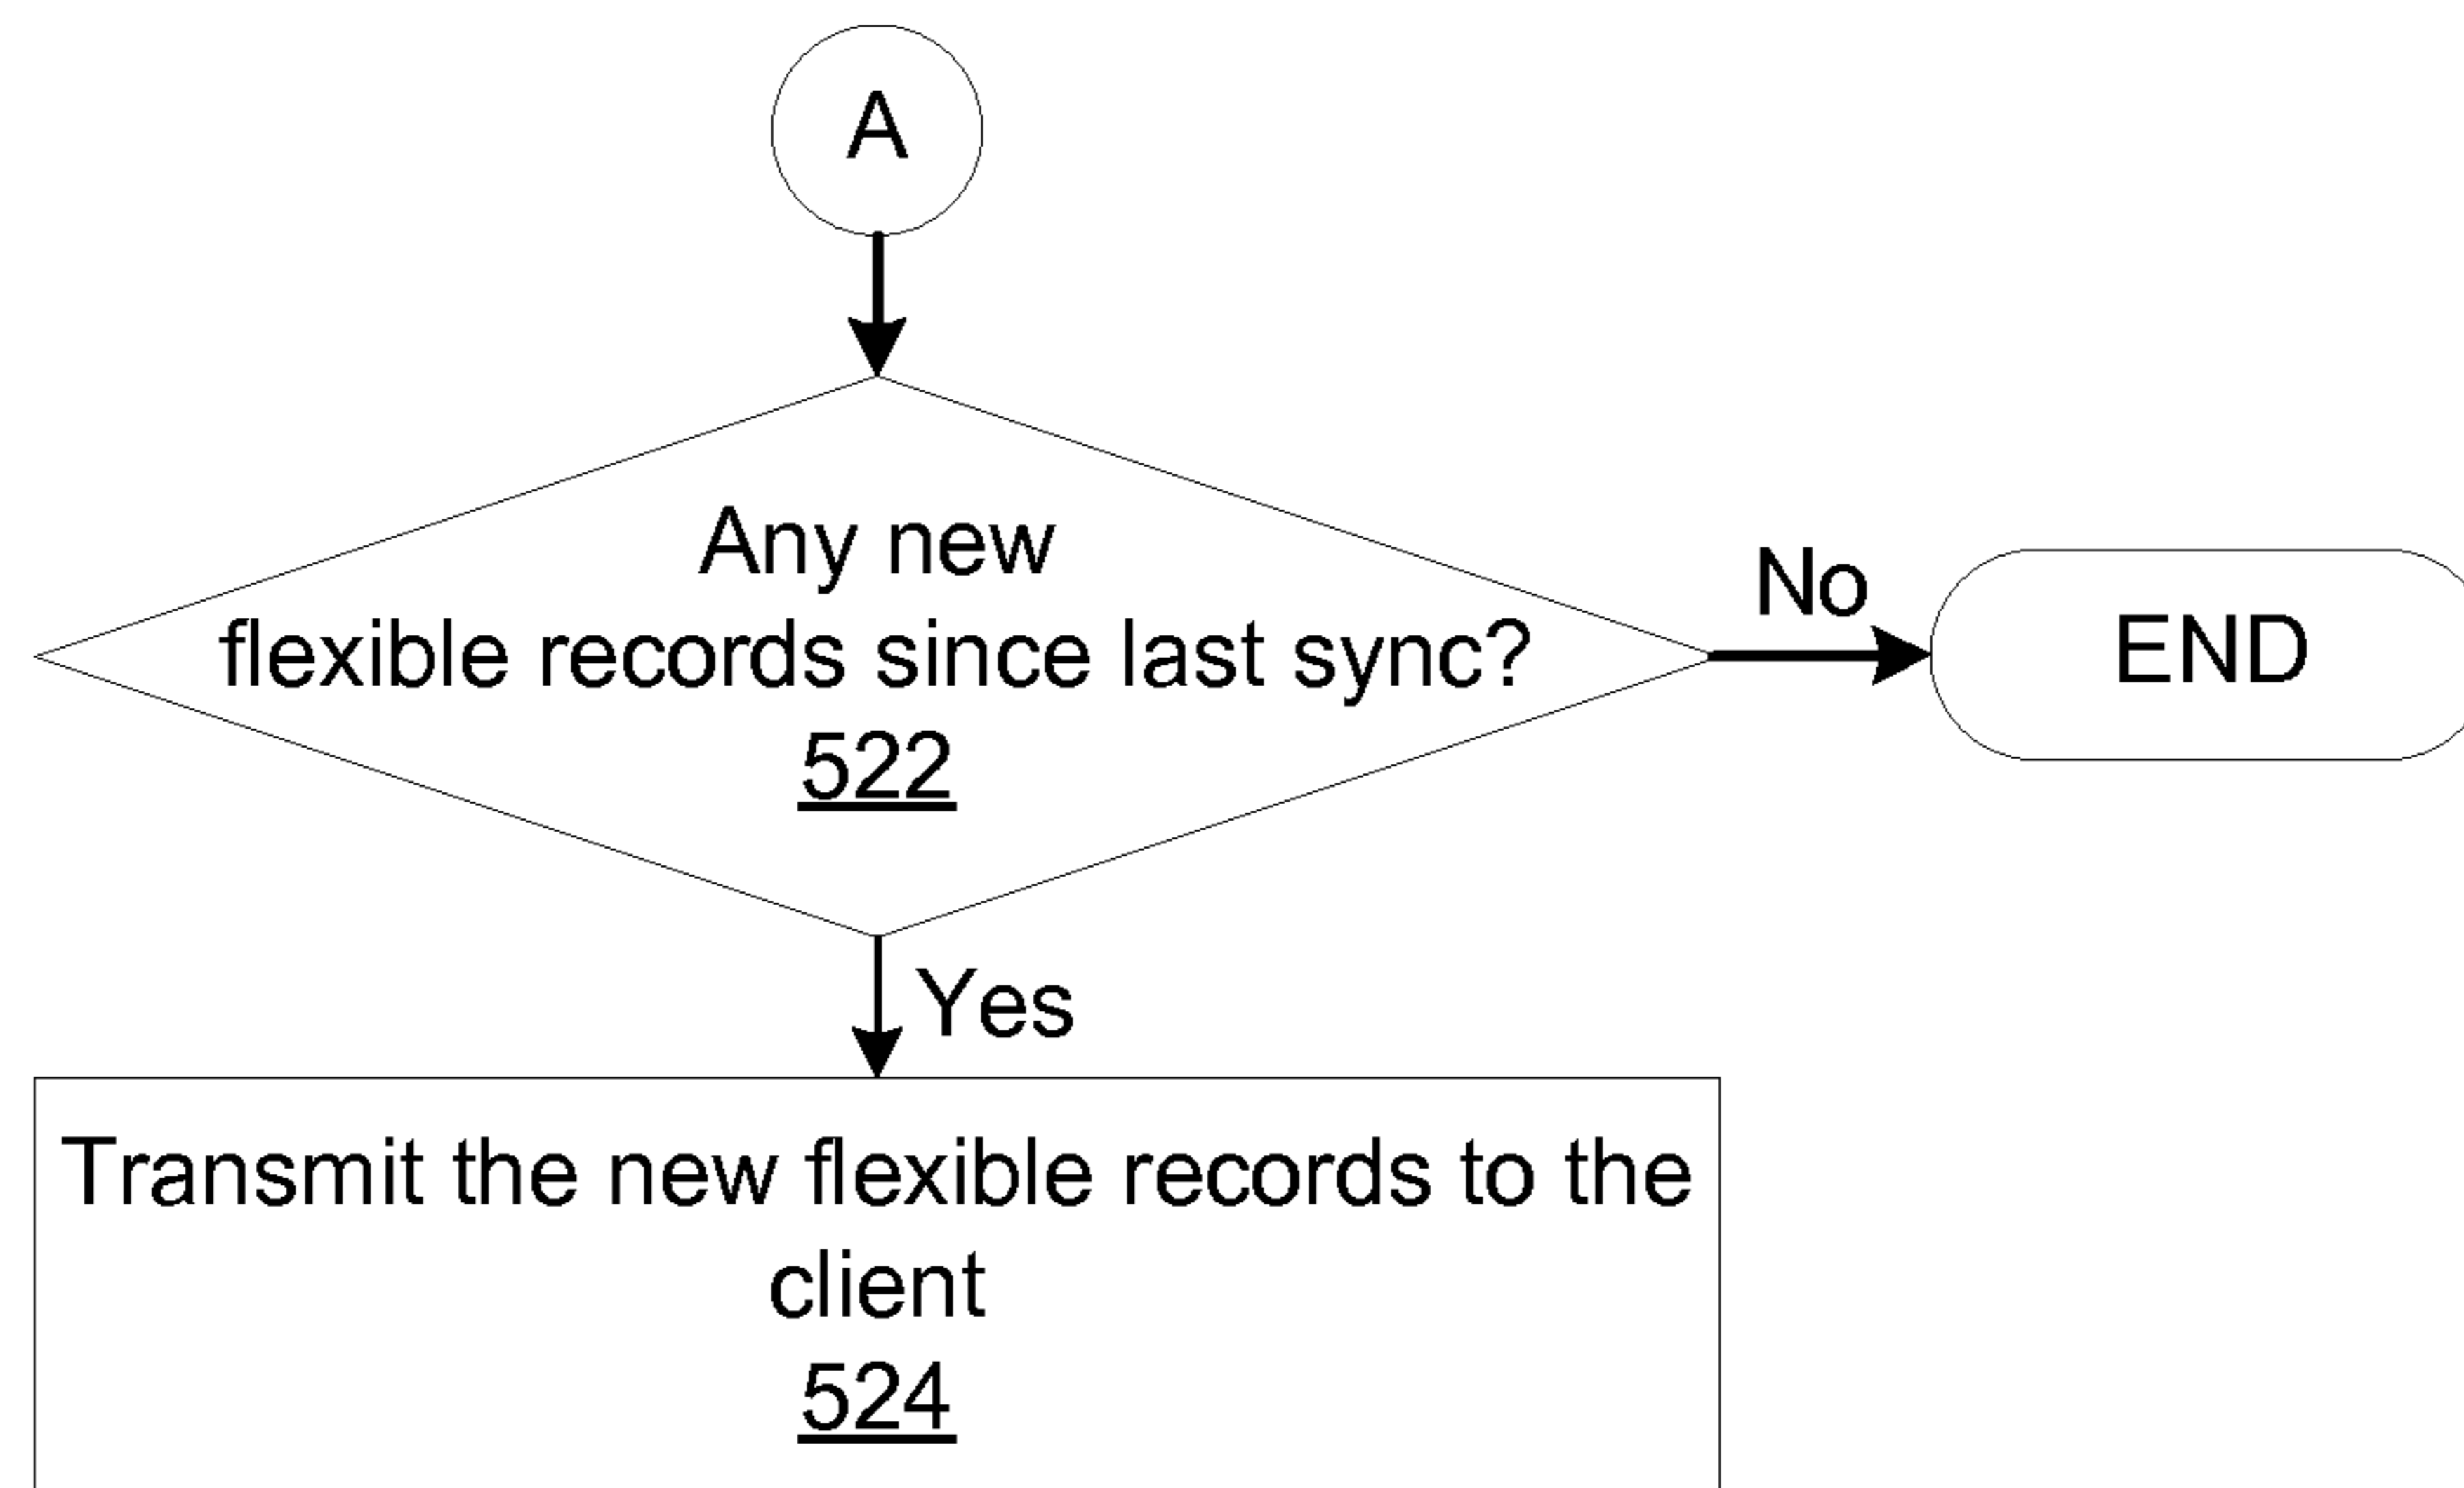 A
Any new
flexible records since last sync?
522
No
END
Yes
Transmit the new flexible records to the
client
524